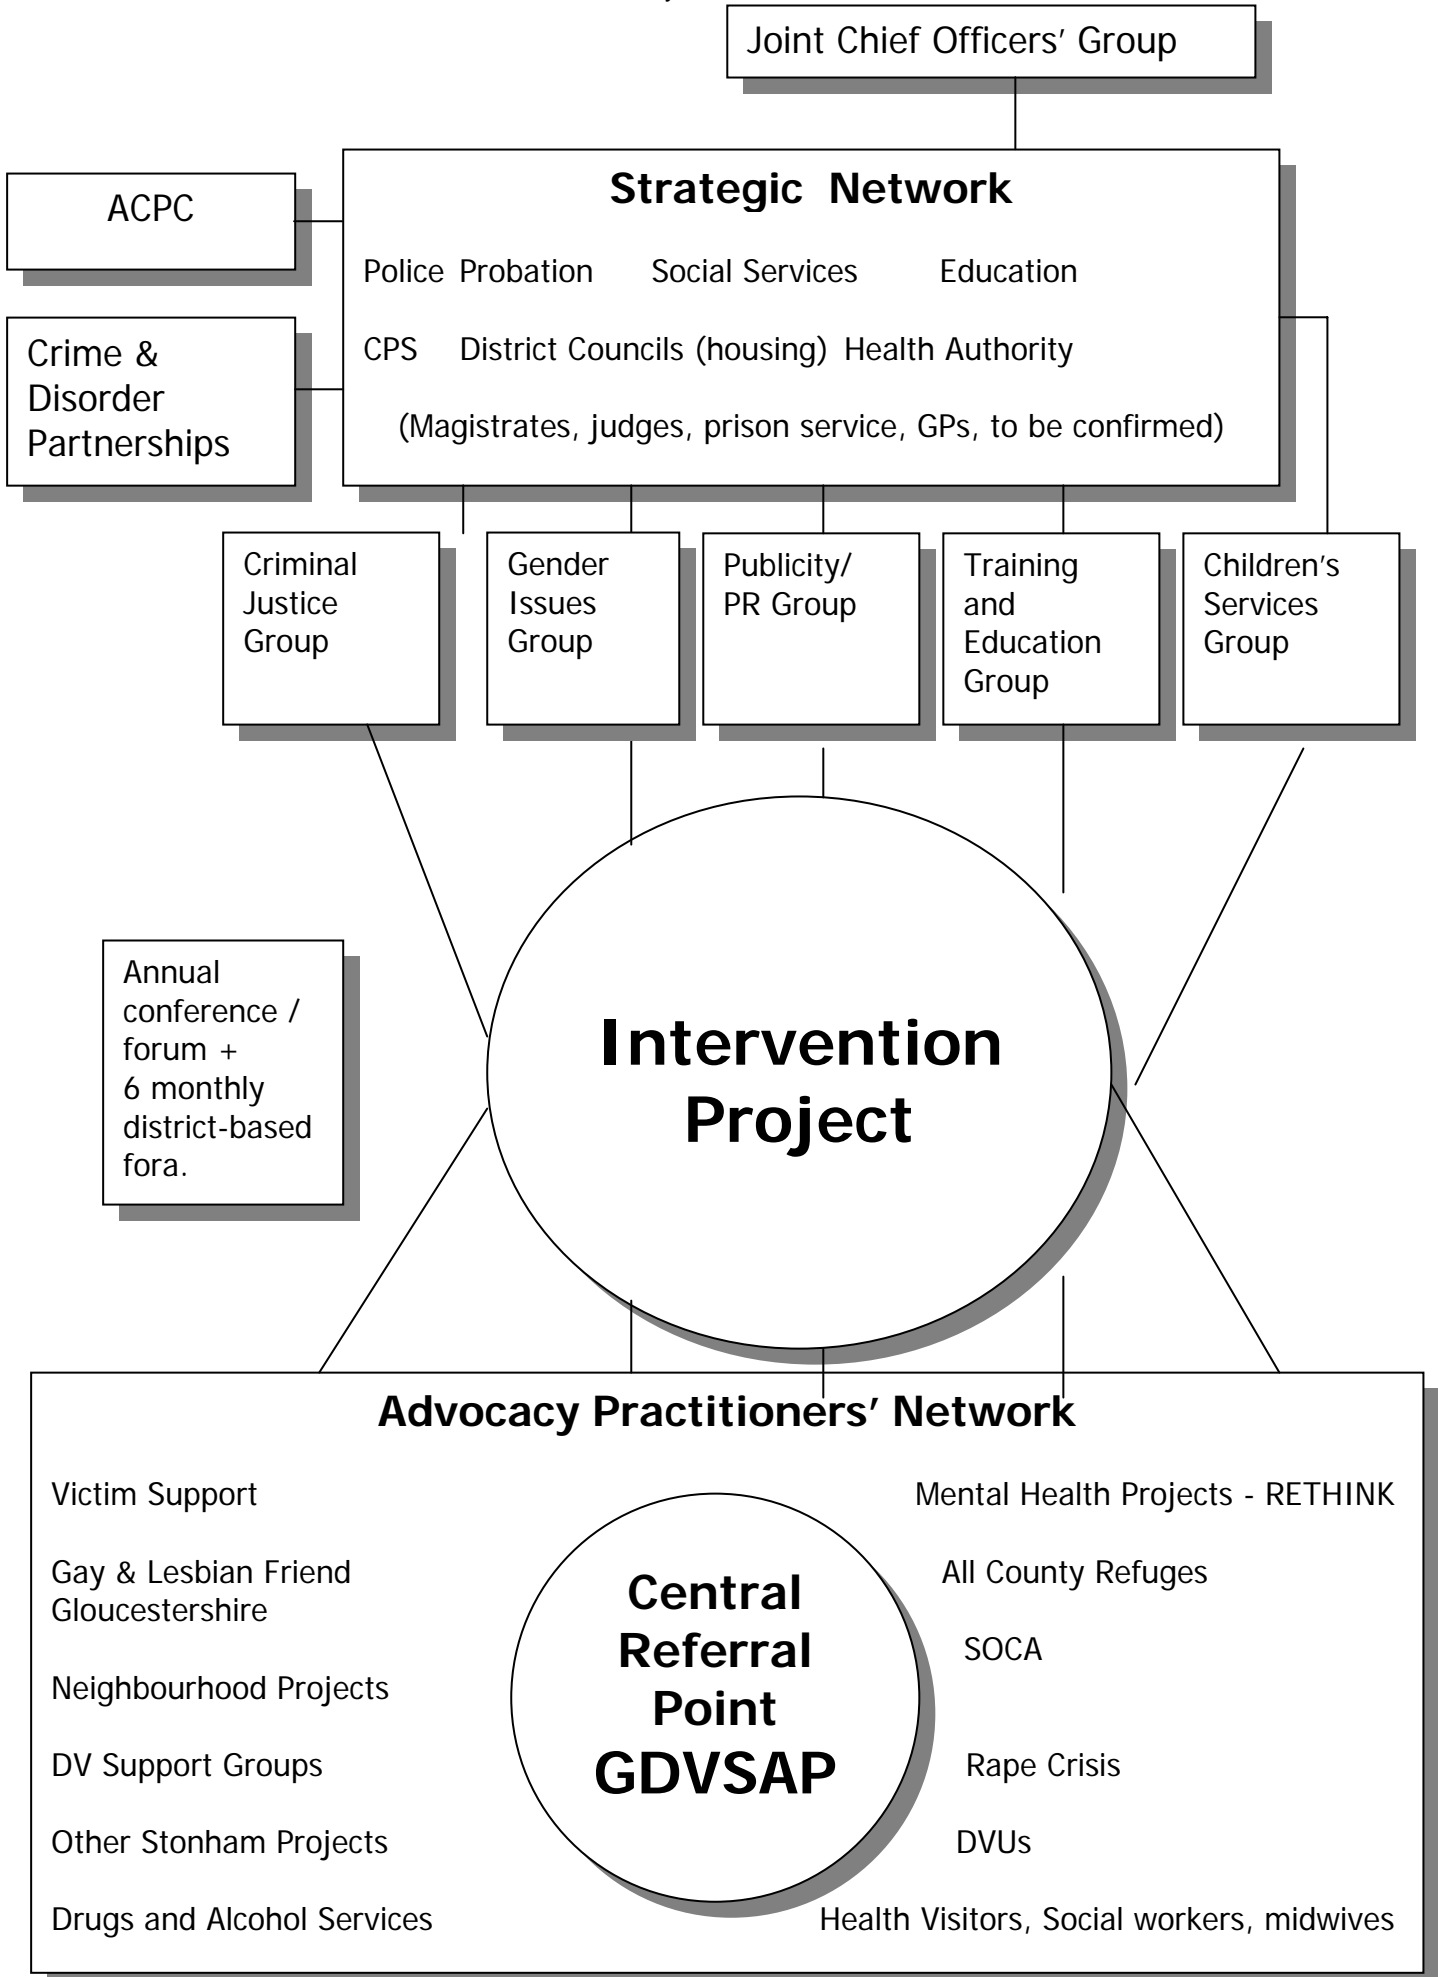 Joint Chief Officers' Group
Strategic Network
ACPC
Police Probation Social Services Education
Crime &
Disorder
Partnerships
CPS District Councils (housing) Health Authority
(Magistrates, judges, prison service, GPs, to be confirmed)
Criminal
Justice
Group
Gender
Issues
Group
Publicity/
PR Group
Training
and
Education
Group
Children's
Services
Group
Annual
conference /
forum +
6 monthly
district-based
fora.
Intervention
Project
Advocacy Practitioners' Network
Victim Support
Gay & Lesbian Friend
Gloucestershire
Neighbourhood Projects
DV Support Groups
Other Stonham Projects
Drugs and Alcohol Services
Central
Referral
Point
GDVSAP
Mental Health Projects - RETHINK
All County Refuges
SOCA
Rape Crisis
DVUs
Health Visitors, Social workers, midwives